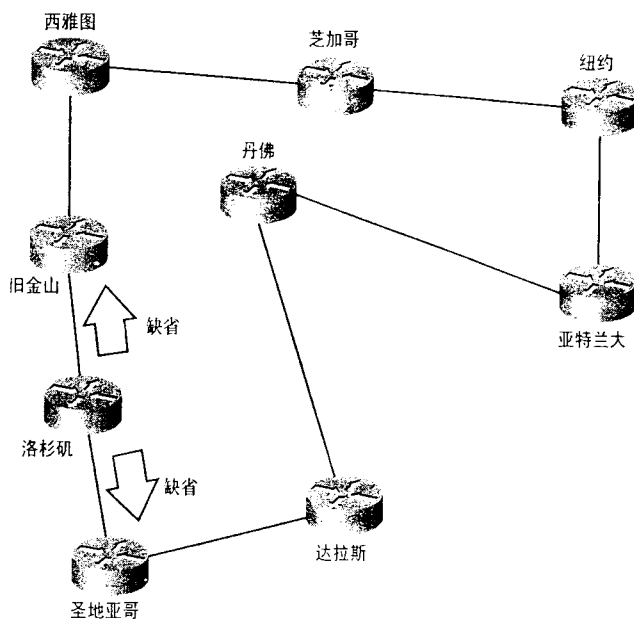 西雅图
芝加哥
纽约
丹佛
旧金山
缺省
亚特兰大
洛杉矶
缺省
达拉斯
圣地亚哥